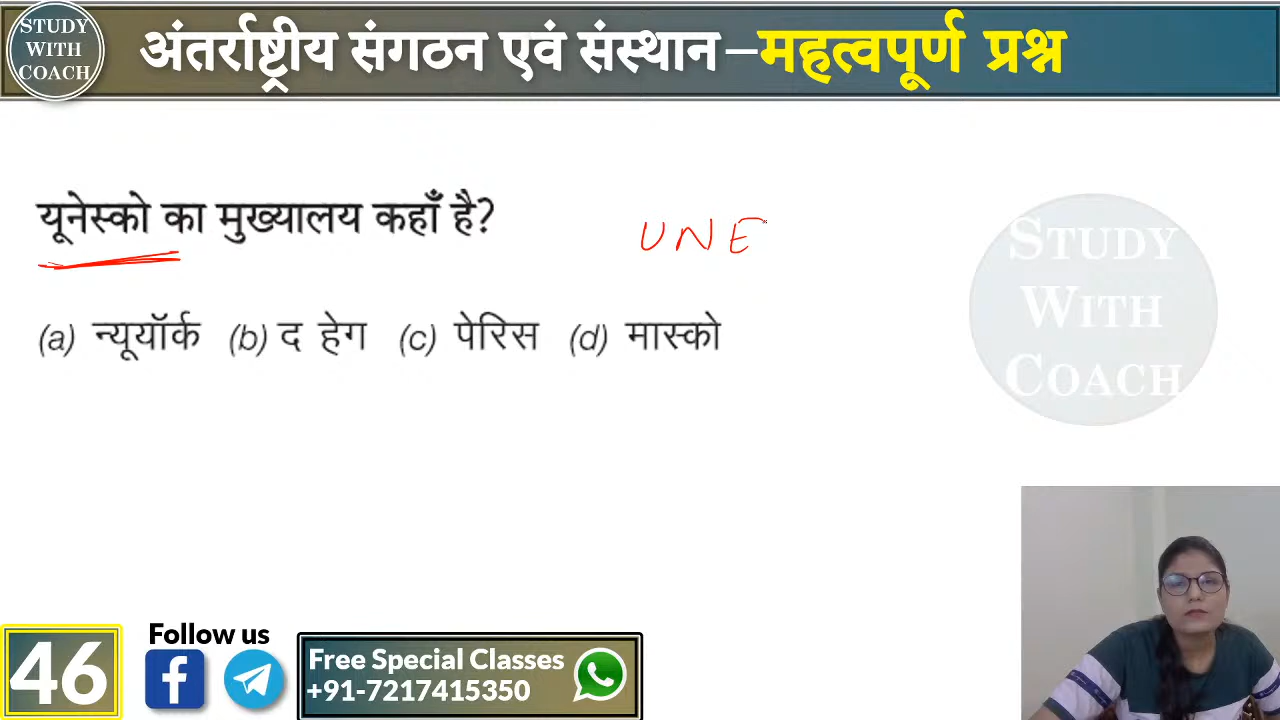 STUDY
WITH
COACH
अंतर्राष्ट्रीय संगठन एवं संस्थान – महत्वपूर्ण प्रश्न
यूनेस्को का मुख्यालय कहाँ है?
UNE
(a) न्यूयॉर्क (b) द हेग (c) पेरिस (d) मास्को
STUDY
WITH
COACH
46
Follow us
Free Special Classes
+91-7217415350